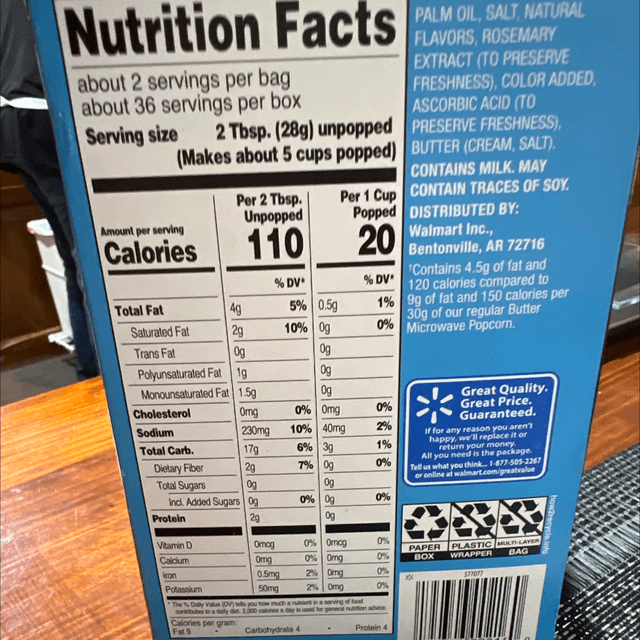 Nutrition Facts
about 2 servings per bag
about 36 servings per box
Serving size 2 Tbsp. (28g) unpopped
(Makes about 5 cups popped)
Per 2 Tbsp. Unpopped Per 1 Cup Popped
Amount per serving
Calories 110 20
% DV* % DV*
Total Fat 4g 5% 0.5g 1%
Saturated Fat 2g 10% 0g 0%
Trans Fat 0g 0g
Polyunsaturated Fat 1g 0g
Monounsaturated Fat 1.5g 0g
Cholesterol 0mg 0% 0mg 0%
Sodium 230mg 10% 40mg 2%
Total Carb. 17g 6% 3g 1%
Dietary Fiber 2g 7% 0g 0%
Total Sugars 0g 0g
Incl. Added Sugars 0g 0% 0g 0%
Protein 2g 0g
Vitamin D 0mcg 0% 0mcg 0%
Calcium 0mg 0% 0mg 0%
Iron 0.5mg 2% 0mg 0%
Potassium 50mg 2% 0mg 0%
* The % Daily Value (DV) tells you how much a nutrient in a serving of food
contributes to a daily diet. 2,000 calories a day is used for general nutrition advice.
Calories per gram:
Fat 9 • Carbohydrate 4 • Protein 4
PALM OIL, SALT, NATURAL
FLAVORS, ROSEMARY
EXTRACT (TO PRESERVE
FRESHNESS), COLOR ADDED,
ASCORBIC ACID (TO
PRESERVE FRESHNESS),
BUTTER (CREAM, SALT).
CONTAINS MILK. MAY
CONTAIN TRACES OF SOY.
DISTRIBUTED BY:
Walmart Inc.,
Bentonville, AR 72716
†Contains 4.5g of fat and
120 calories compared to
9g of fat and 150 calories per
30g of our regular Butter
Microwave Popcorn.
Great Quality.
Great Price.
Guaranteed.
If for any reason you aren't
happy, we'll replace it or
return your money.
All you need is the package.
Tell us what you think... 1-877-505-2267
or online at walmart.com/greatvalue
PAPER PLASTIC MULTI-LAYER
BOX WRAPPER BAG
how2recycle.info
377077